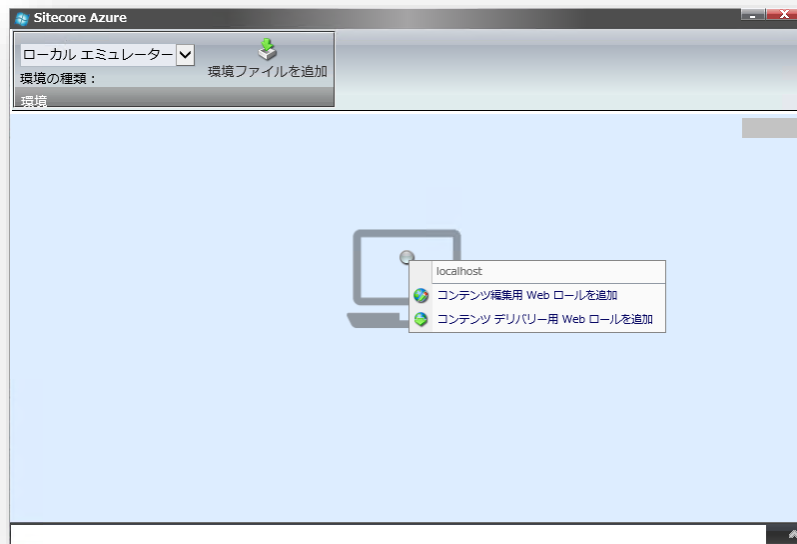 Sitecore Azure
ローカル エミュレーター
環境の種類：
環境ファイルを追加
環境
localhost
コンテンツ編集用 Web ロールを追加
コンテンツ デリバリー用 Web ロールを追加